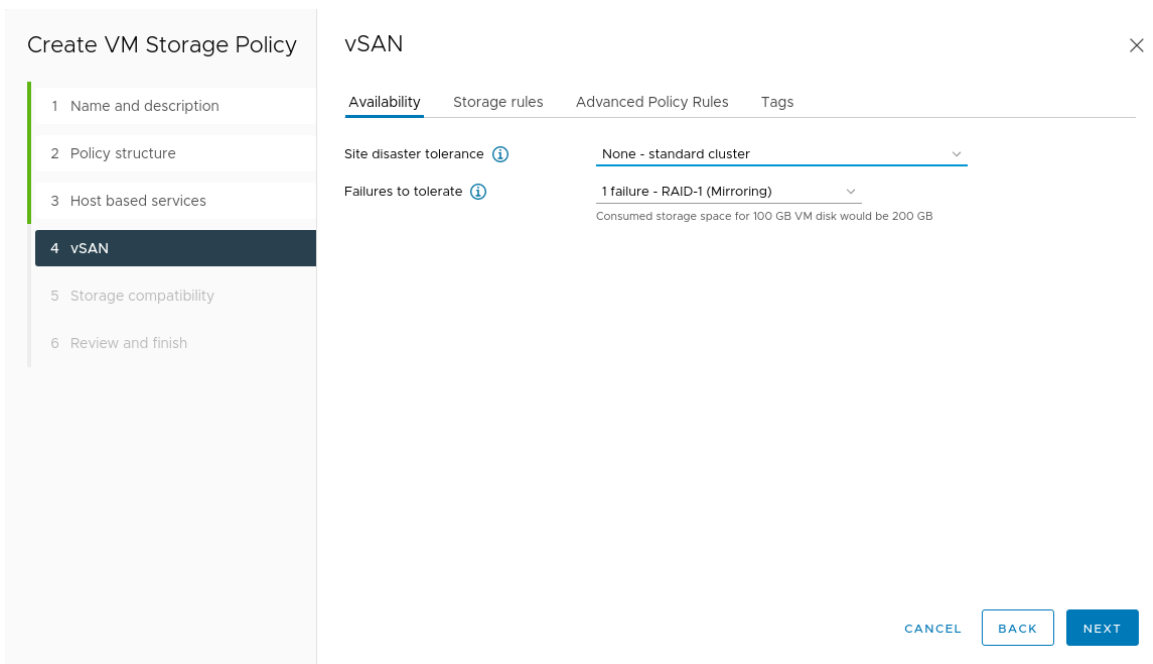 Create VM Storage Policy
1 Name and description
2 Policy structure
3 Host based services
4 vSAN
5 Storage compatibility
6 Review and finish
vSAN
Availability Storage rules Advanced Policy Rules Tags
Site disaster tolerance None - standard cluster
Failures to tolerate 1 failure - RAID-1 (Mirroring)
Consumed storage space for 100 GB VM disk would be 200 GB
CANCEL BACK NEXT